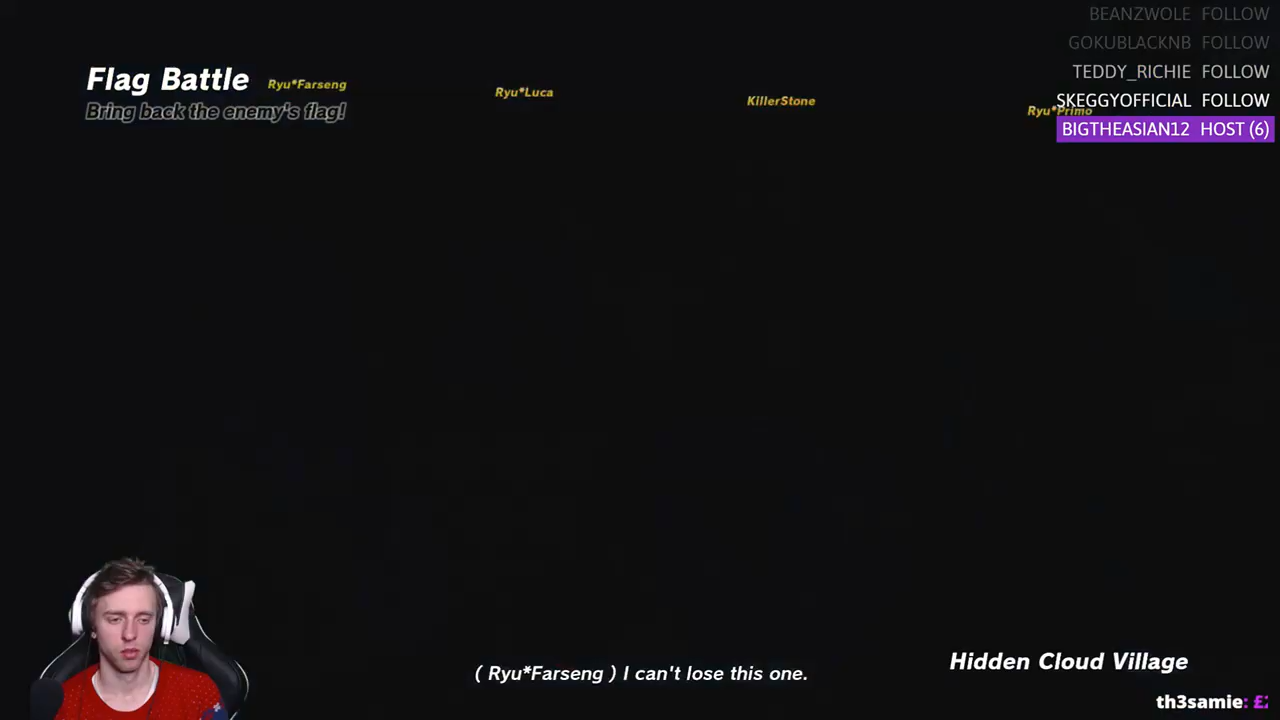 BEANZWOLE FOLLOW
GOKUBLACKNB FOLLOW
TEDDY_RICHIE FOLLOW
SKEGGYOFFICIAL FOLLOW
BIGTHEASIAN12 HOST (6)
Flag Battle
Bring back the enemy's flag!
Ryu*Farseng
Ryu*Luca
KillerStone
Ryu*Primo
( Ryu*Farseng ) I can't lose this one.
Hidden Cloud Village
th3samie: